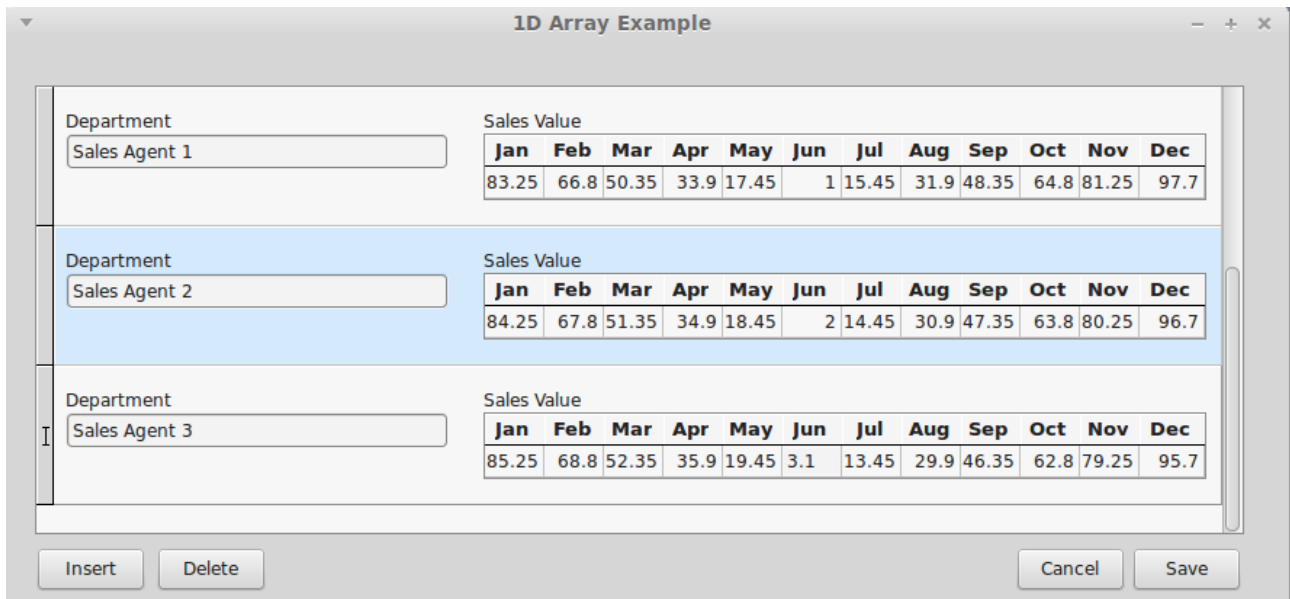 1D Array Example
Department Sales Value
Sales Agent 1
Jan Feb Mar Apr May Jun Jul Aug Sep Oct Nov Dec
83.25 66.8 50.35 33.9 17.45 1 15.45 31.9 48.35 64.8 81.25 97.7
Department Sales Value
Sales Agent 2
Jan Feb Mar Apr May Jun Jul Aug Sep Oct Nov Dec
84.25 67.8 51.35 34.9 18.45 2 14.45 30.9 47.35 63.8 80.25 96.7
Department Sales Value
Sales Agent 3
Jan Feb Mar Apr May Jun Jul Aug Sep Oct Nov Dec
85.25 68.8 52.35 35.9 19.45 3.1 13.45 29.9 46.35 62.8 79.25 95.7
Insert Delete Cancel Save